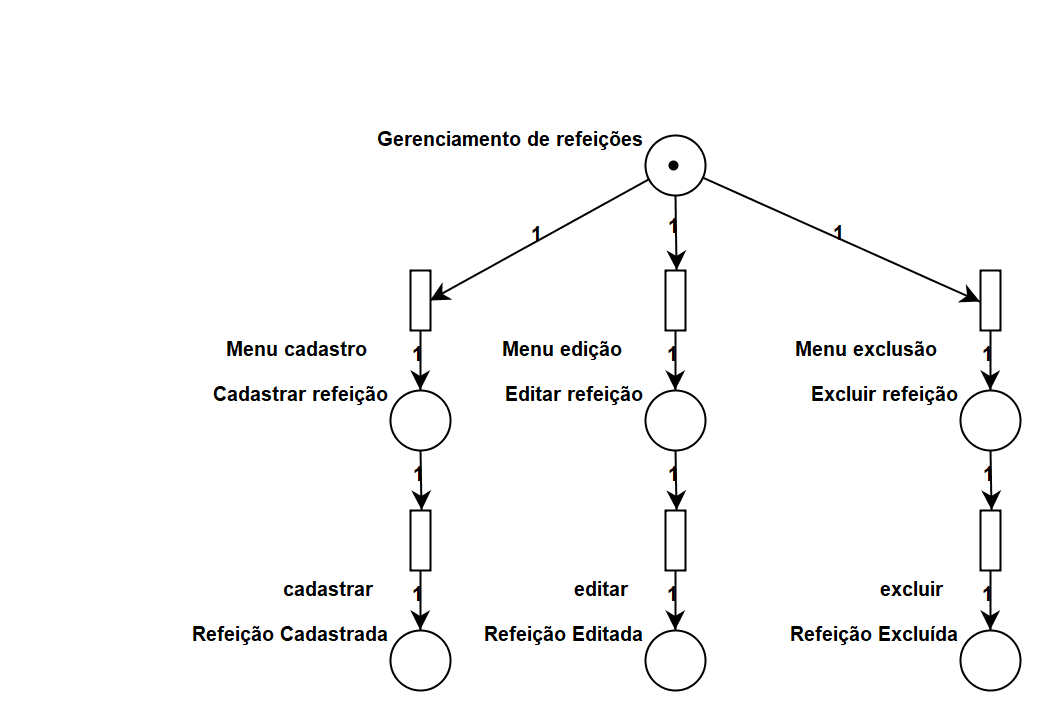 Gerenciamento de refeições
1
1
1
Menu cadastro
1
Menu edição
1
Menu exclusão
1
Cadastrar refeição
Editar refeição
Excluir refeição
1
1
1
cadastrar
1
editar
1
excluir
1
Refeição Cadastrada
Refeição Editada
Refeição Excluída